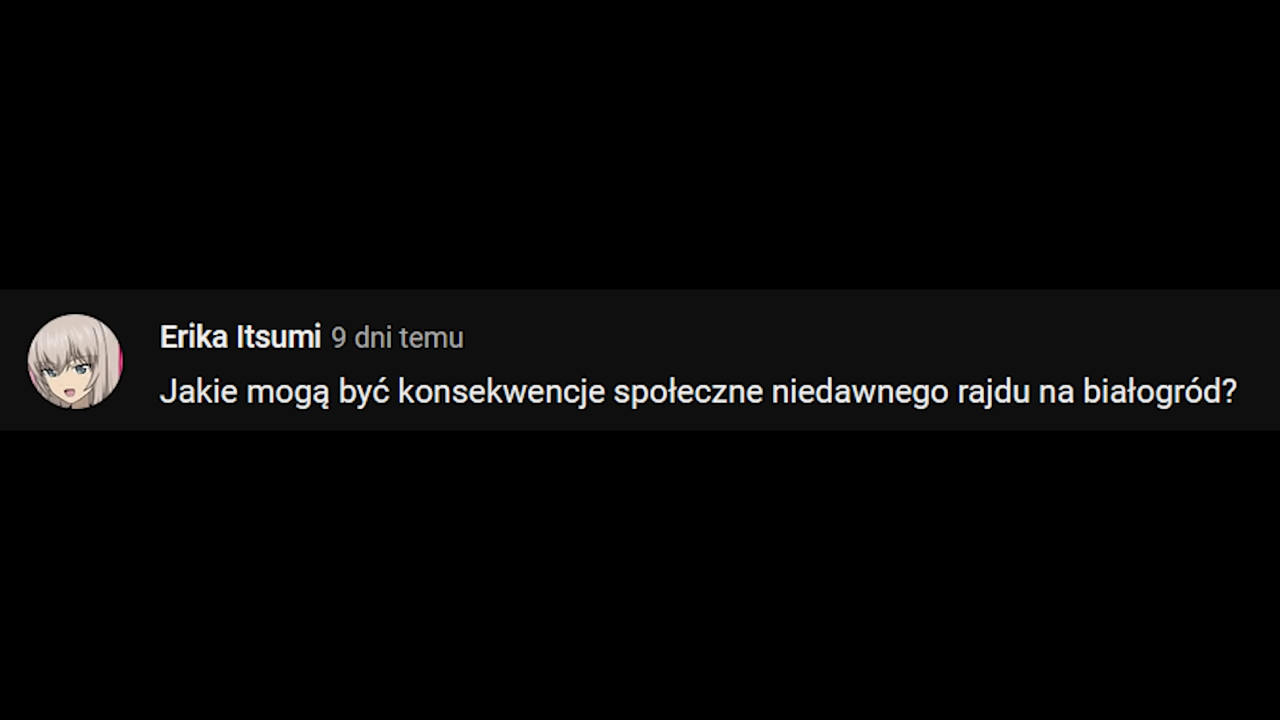 Erika Itsumi 9 dni temu
Jakie mogą być konsekwencje społeczne niedawnego rajdu na białogród?